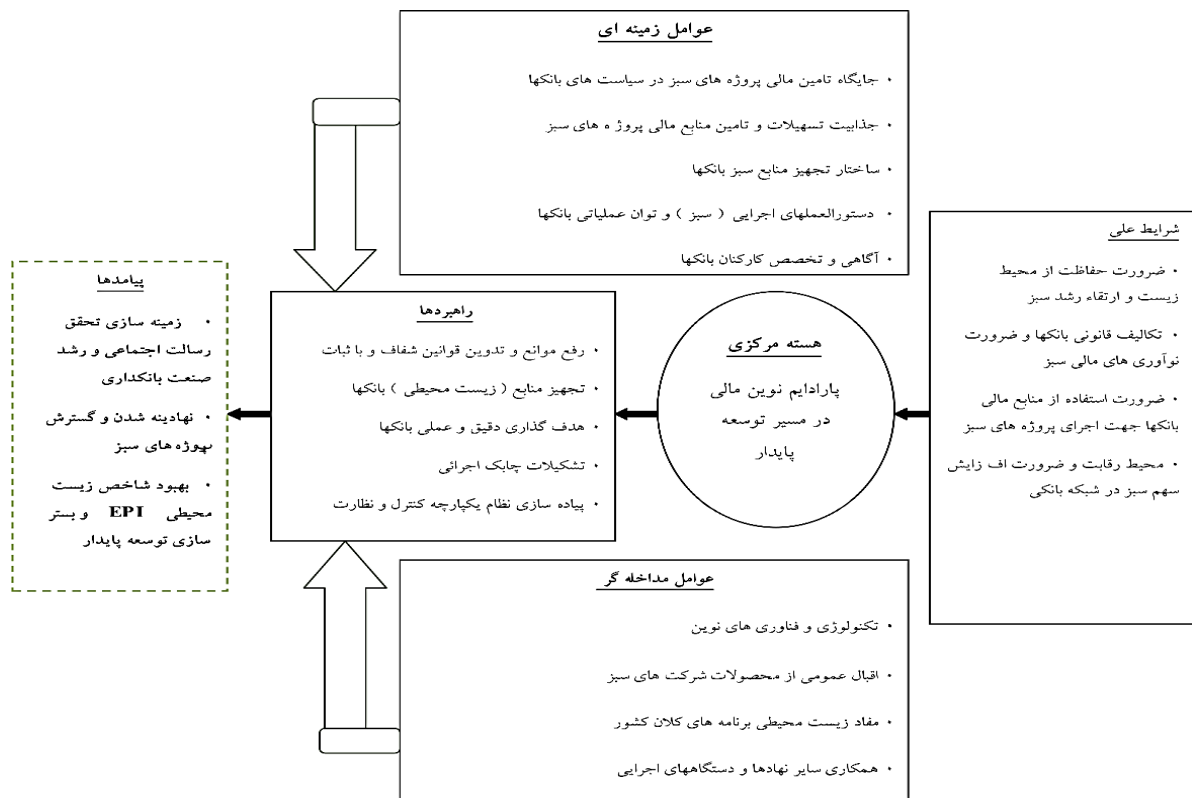 عوامل زمینه ای
• جایگاه تامین مالی پروژه های سبز در سیاست های بانکها
• جذابیت تسهیلات و تامین منابع مالی پروژ ه های سبز
• ساختار تجهیز منابع سبز بانکها
• دستورالعملهای اجرایی ( سبز ) و توان عملیاتی بانکها
• آگاهی و تخصص کارکنان بانکها
شرایط علی
• ضرورت حفاظت از محیط
زیست و ارتقاء رشد سبز
• تکالیف قانونی بانکها و ضرورت
نوآوری های مالی سبز
• ضرورت استفاده از منابع مالی
بانکها جهت اجرای پروژه های سبز
• محیط رقابت و ضرورت اف زایش
سهم سبز در شبکه بانکی
هسته مرکزی
پارادایم نوین مالی
در مسیر توسعه
پایدار
راهبردها
• رفع موانع و تدوین قوانین شفاف و با ثبات
• تجهیز منابع ( زیست محیطی ) بانکها
• هدف گذاری دقیق و عملی بانکها
• تشکیلات چابک اجرائی
• پیاده سازی نظام یکپارچه کنترل و نظارت
پیامدها
• زمینه سازی تحقق
رسالت اجتماعی و رشد
صنعت بانکداری
• نهادینه شدن و گسترش
های سبز
• بهبود شاخص زیست
محیطی EPI و بستر
سازی توسعه پایدار
عوامل مداخله گر
• تکنولوژی و فناوری های نوین
• اقبال عمومی از محصولات شرکت های سبز
• مفاد زیست محیطی برنامه های کلان کشور
• همکاری سایر نهادها و دستگاههای اجرایی